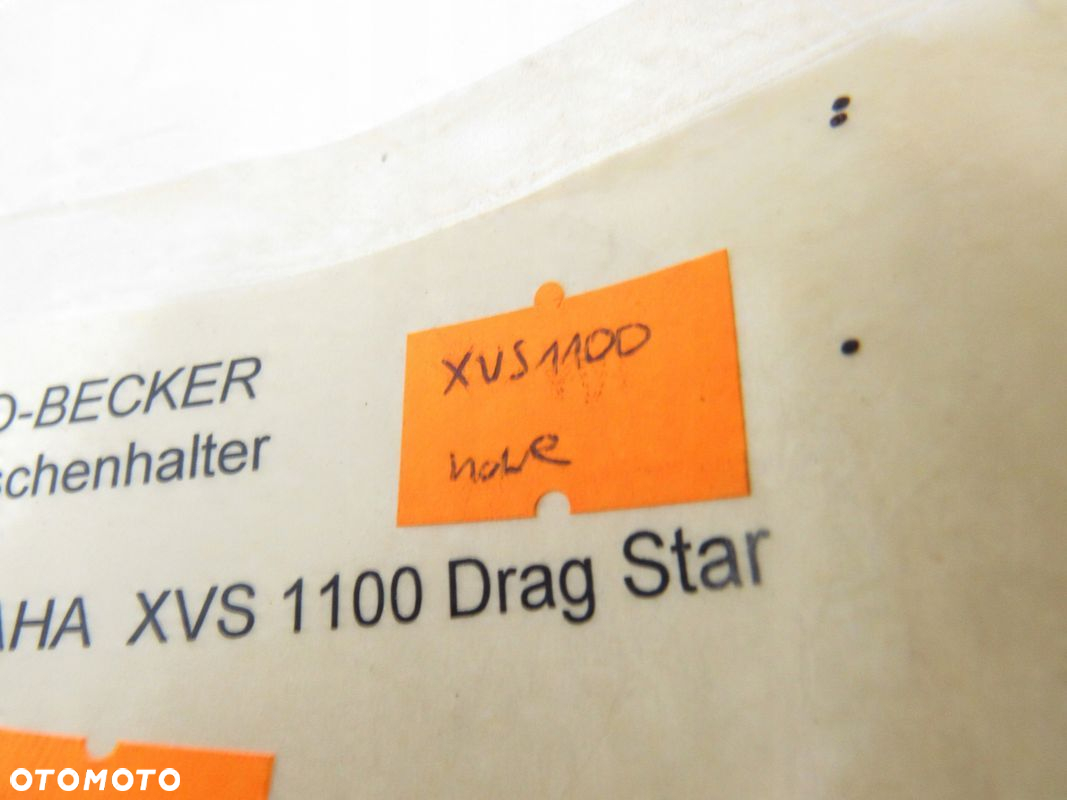 XVS1100
nowe
O-BECKER
schenhalter
AHA XVS 1100 Drag Star
OTOMOTO